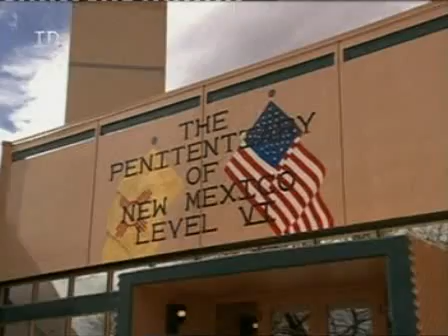 ID
THE
PENITENTIARY
OF
NEW MEXICO
LEVEL VI